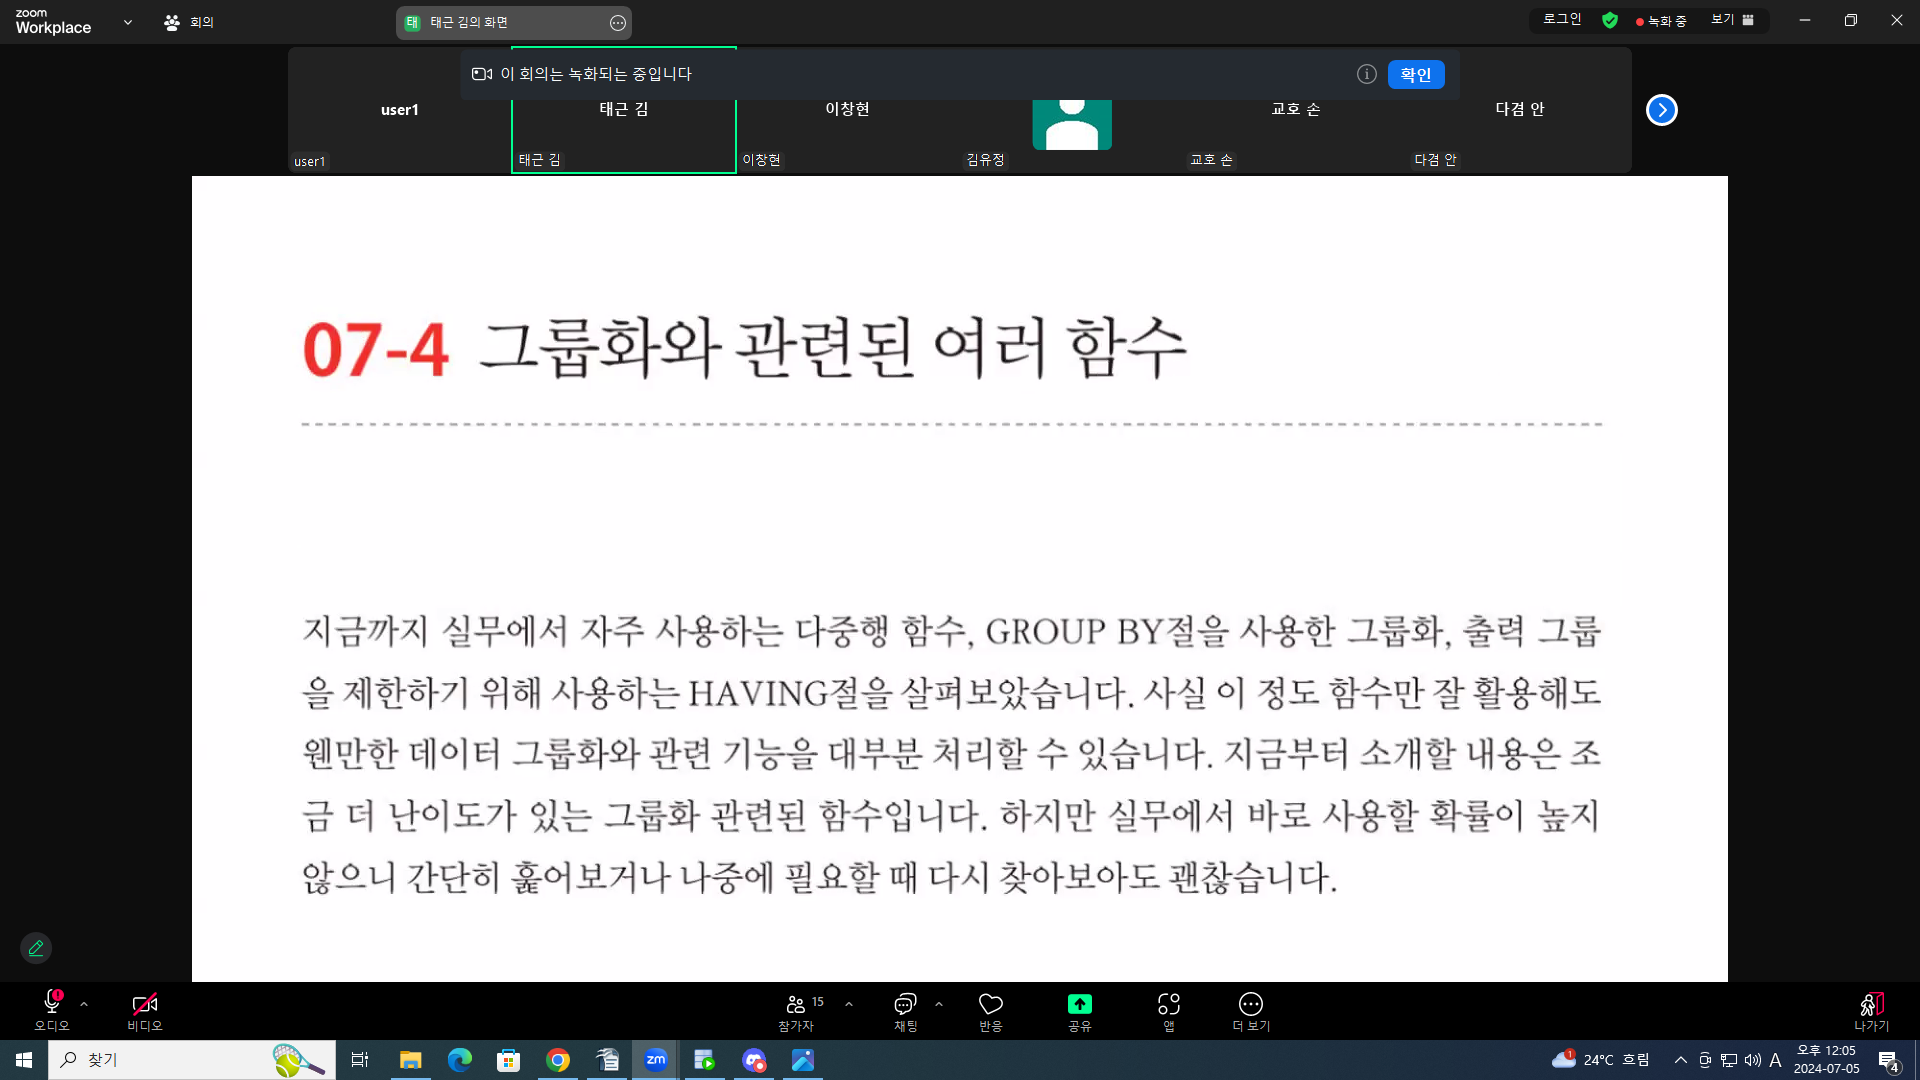 zoom
Workplace
회의
태 태근 김의 화면
로그인
녹화 중
보기
이 회의는 녹화되는 중입니다
확인
user1
태근 김
이창현
교호 손
다겸 안
user1
태근 김
이창현
김유정
교호 손
다겸 안
07-4 그룹화와 관련된 여러 함수
지금까지 실무에서 자주 사용하는 다중행 함수, GROUP BY절을 사용한 그룹화, 출력 그룹
을 제한하기 위해 사용하는 HAVING절을 살펴보았습니다. 사실 이 정도 함수만 잘 활용해도
웬만한 데이터 그룹화와 관련 기능을 대부분 처리할 수 있습니다. 지금부터 소개할 내용은 조
금 더 난이도가 있는 그룹화 관련된 함수입니다. 하지만 실무에서 바로 사용할 확률이 높지
않으니 간단히 훑어보거나 나중에 필요할 때 다시 찾아보아도 괜찮습니다.
오디오
비디오
15
참가자
채팅
반응
공유
앱
더 보기
나가기
찾기
zm
1
24°C 흐림
A
오후 12:05
2024-07-05
4